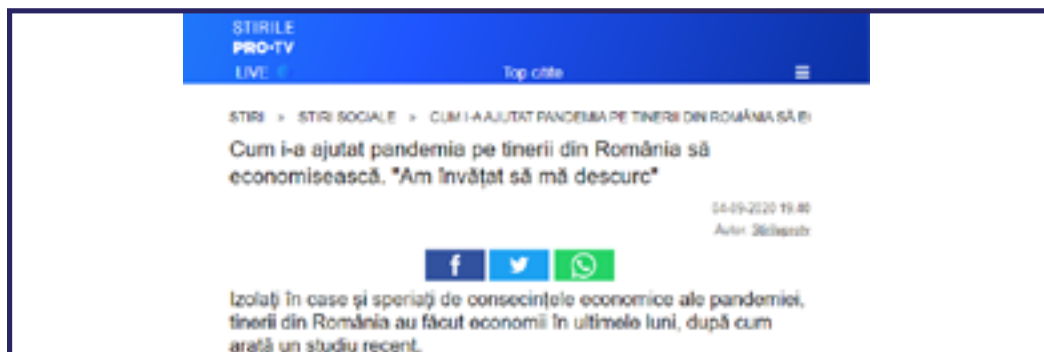 STIRILE
PRO•TV
LIVE
Top citite
STIRI » STIRI SOCIALE » CUM I-A AJUTAT PANDEMIA PE TINERII DIN ROMÂNIA SĂ E
Cum i-a ajutat pandemia pe tinerii din România să
economisească. "Am învățat să mă descurc"
04-09-2020 19:40
Autor: Stirileprotv
Izolați în case și speriați de consecințele economice ale pandemiei,
tinerii din România au făcut economii în ultimele luni, după cum
arată un studiu recent.